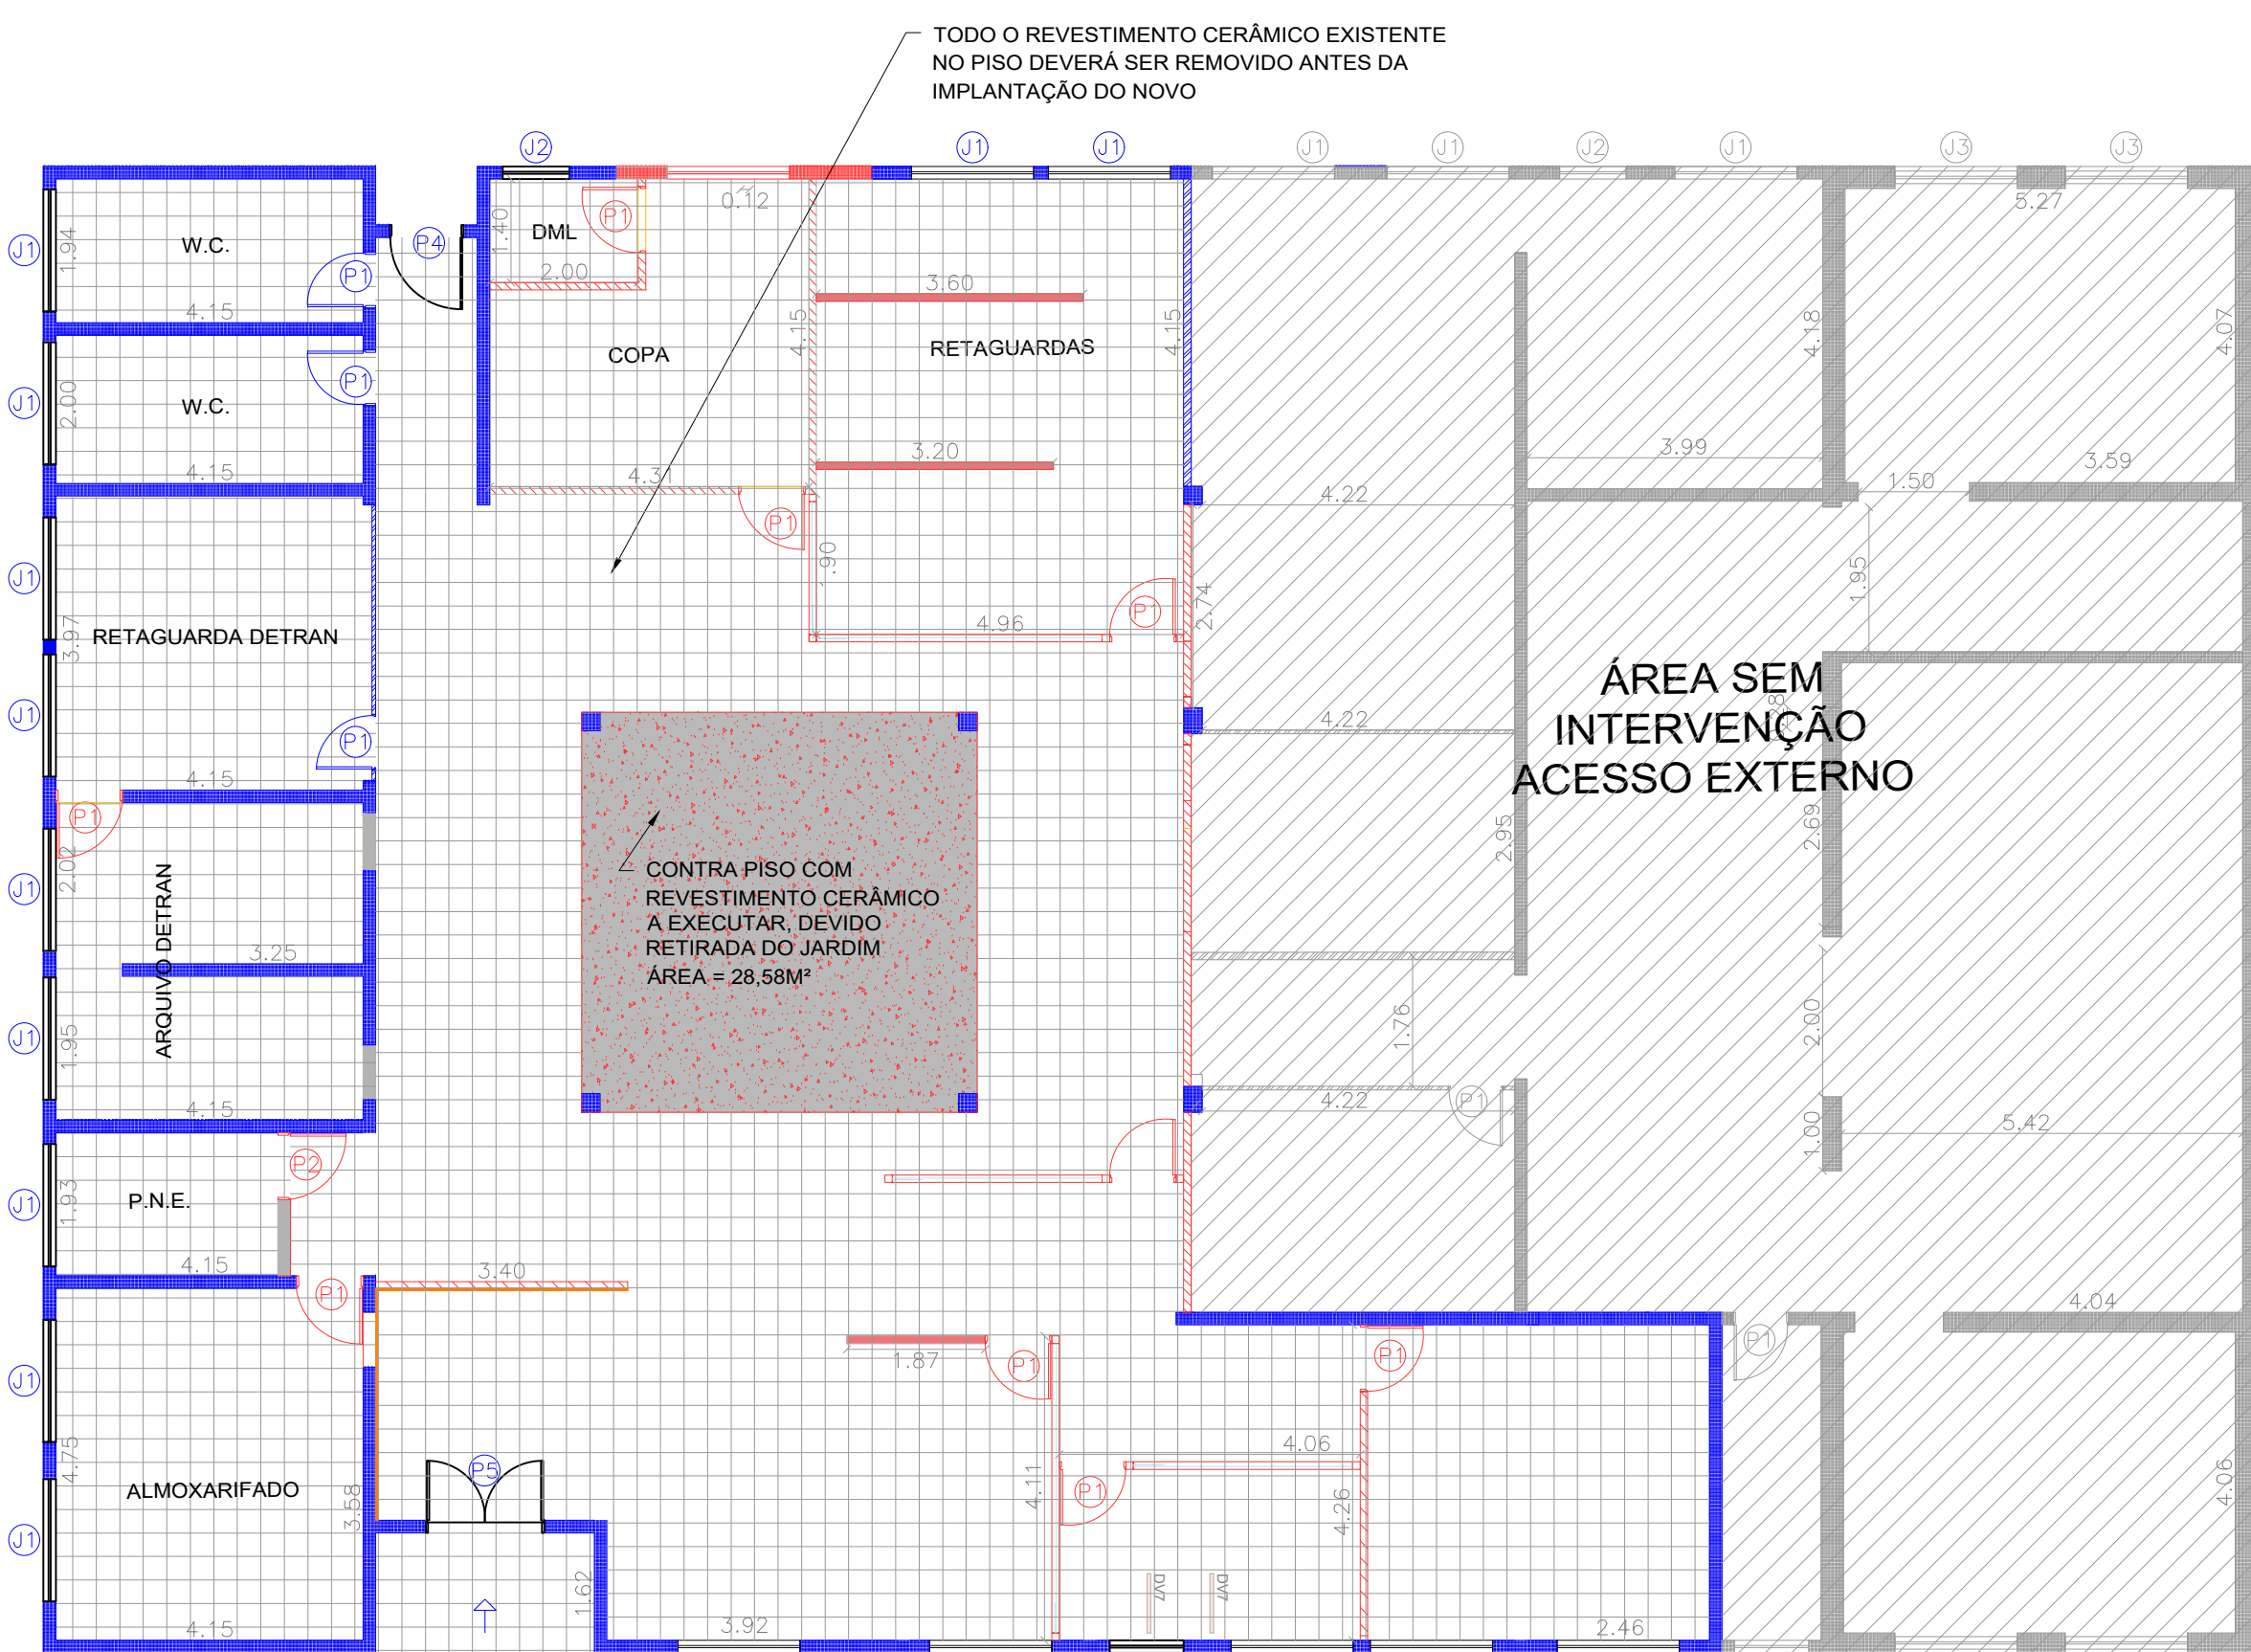 TODO O REVESTIMENTO CERÂMICO EXISTENTE
NO PISO DEVERÁ SER REMOVIDO ANTES DA
IMPLANTAÇÃO DO NOVO
J2
J1
J1
J1
J1
J2
J1
J3
J3
J1
1.94
W.C.
P1
4.15
P4
1.40
DML
P1
2.00
0.12
3.60
4.15
RETAGUARDAS
4.15
5.27
4.18
4.07
J1
2.00
W.C.
P1
4.15
COPA
4.31
P1
3.20
.90
4.96
P1
2.74
4.22
3.99
1.50
3.59
1.95
J1
J1
3.97
RETAGUARDA DETRAN
P1
4.15
ÁREA SEM
INTERVENÇÃO
ACESSO EXTERNO
4.22
2.95
2.69
P1
J1
2.02
ARQUIVO DETRAN
3.25
J1
1.95
4.15
CONTRA PISO COM
REVESTIMENTO CERÂMICO
A EXECUTAR, DEVIDO
RETIRADA DO JARDIM
ÁREA = 28,58M²
1.76
2.00
4.22
P1
1.00
5.42
J1
1.93
P.N.E.
P2
4.15
P1
3.40
4.04
P1
1.87
P1
P1
J1
4.75
ALMOXARIFADO
3.58
P5
J1
4.15
1.62
3.92
4.11
4.06
P1
4.26
DV7
DV7
2.46
4.06